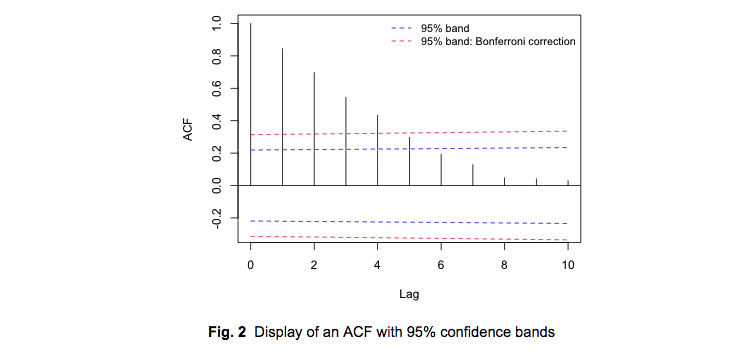 95% band
95% band: Bonferroni correction
ACF
1.0
0.8
0.6
0.4
0.2
0.0
-0.2
0 2 4 6 8 10
Lag
Fig. 2 Display of an ACF with 95% confidence bands